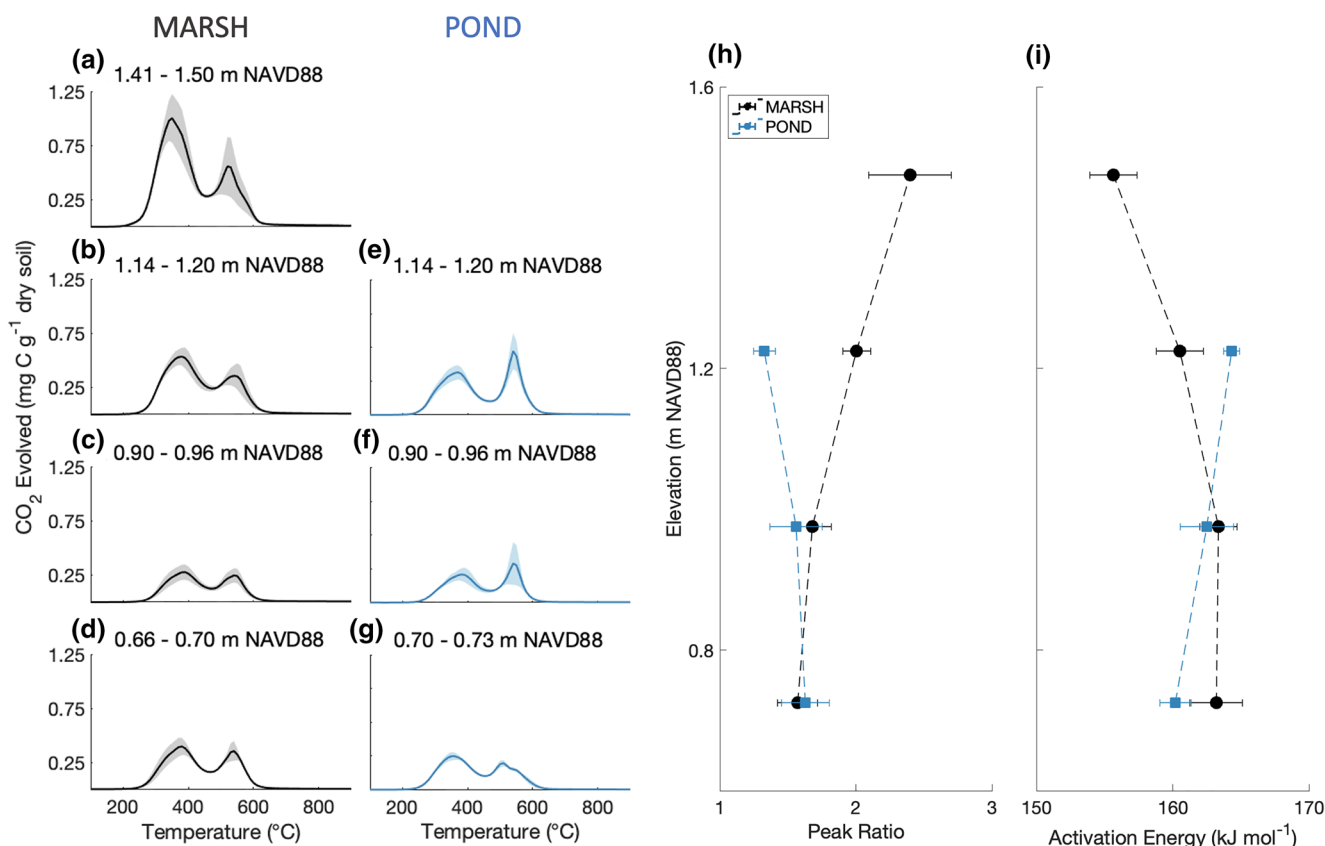 MARSH
POND
(a)
1.41 - 1.50 m NAVD88
1.25
0.75
0.25
(b)
1.14 - 1.20 m NAVD88
1.25
0.75
0.25
(e)
1.14 - 1.20 m NAVD88
(c)
0.90 - 0.96 m NAVD88
1.25
0.75
0.25
(f)
0.90 - 0.96 m NAVD88
(d)
0.66 - 0.70 m NAVD88
1.25
0.75
0.25
(g)
0.70 - 0.73 m NAVD88
CO2 Evolved (mg C g-1 dry soil)
200 400 600 800
Temperature (°C)
200 400 600 800
Temperature (°C)
(h)
1.6
1.2
0.8
Elevation (m NAVD88)
MARSH
POND
1 2 3
Peak Ratio
(i)
150 160 170
Activation Energy (kJ mol-1)